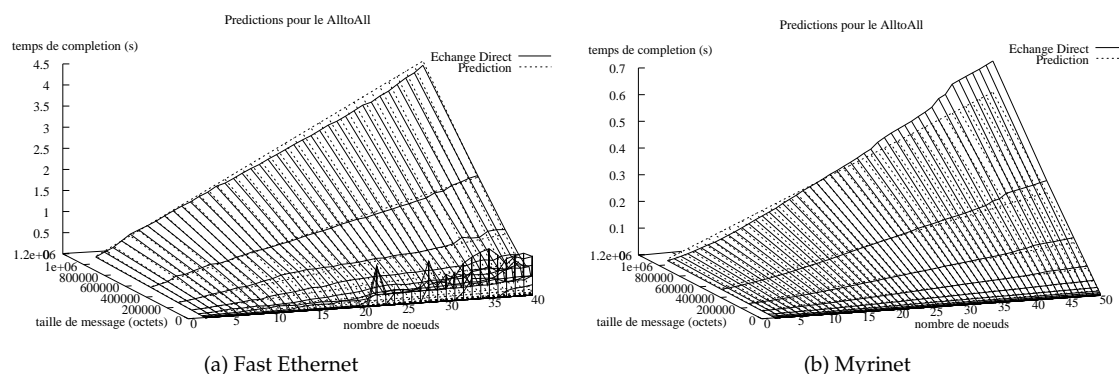 Predictions pour le AlltoAll
temps de completion (s)
Echange Direct
Prediction
4.5
4
3.5
3
2.5
2
1.5
1
0.5
0
1.2e+06
1e+06
800000
600000
400000
200000
0
taille de message (octets)
0
5
10
15
20
25
30
35
40
nombre de noeuds
(a) Fast Ethernet
Predictions pour le AlltoAll
temps de completion (s)
Echange Direct
Prediction
0.7
0.6
0.5
0.4
0.3
0.2
0.1
0
1.2e+06
1e+06
800000
600000
400000
200000
0
taille de message (octets)
0
5
10
15
20
25
30
35
40
45
50
nombre de noeuds
(b) Myrinet